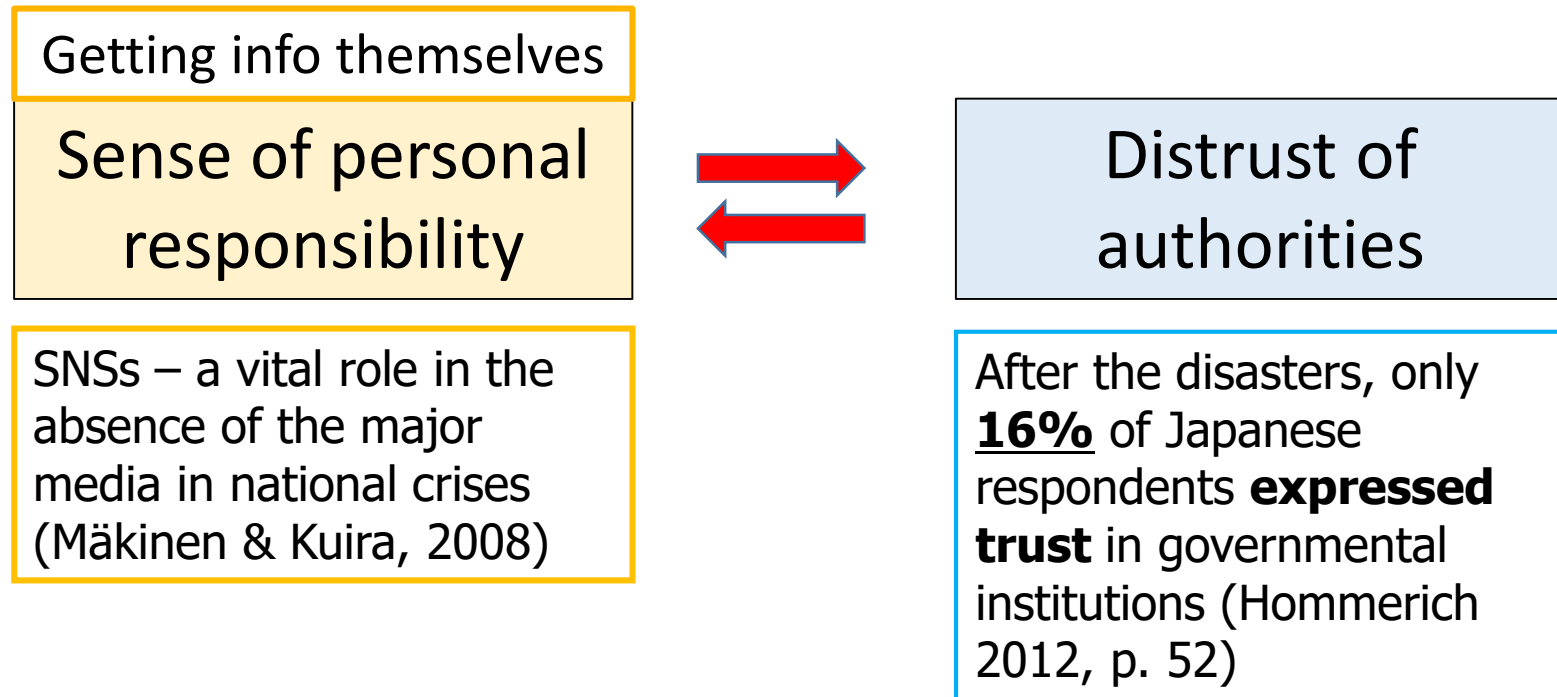 Getting info themselves
Sense of personal
responsibility
SNSs – a vital role in the
absence of the major
media in national crises
(Mäkinen & Kuira, 2008)
Distrust of
authorities
After the disasters, only
16% of Japanese
respondents expressed
trust in governmental
institutions (Hommerich
2012, p. 52)